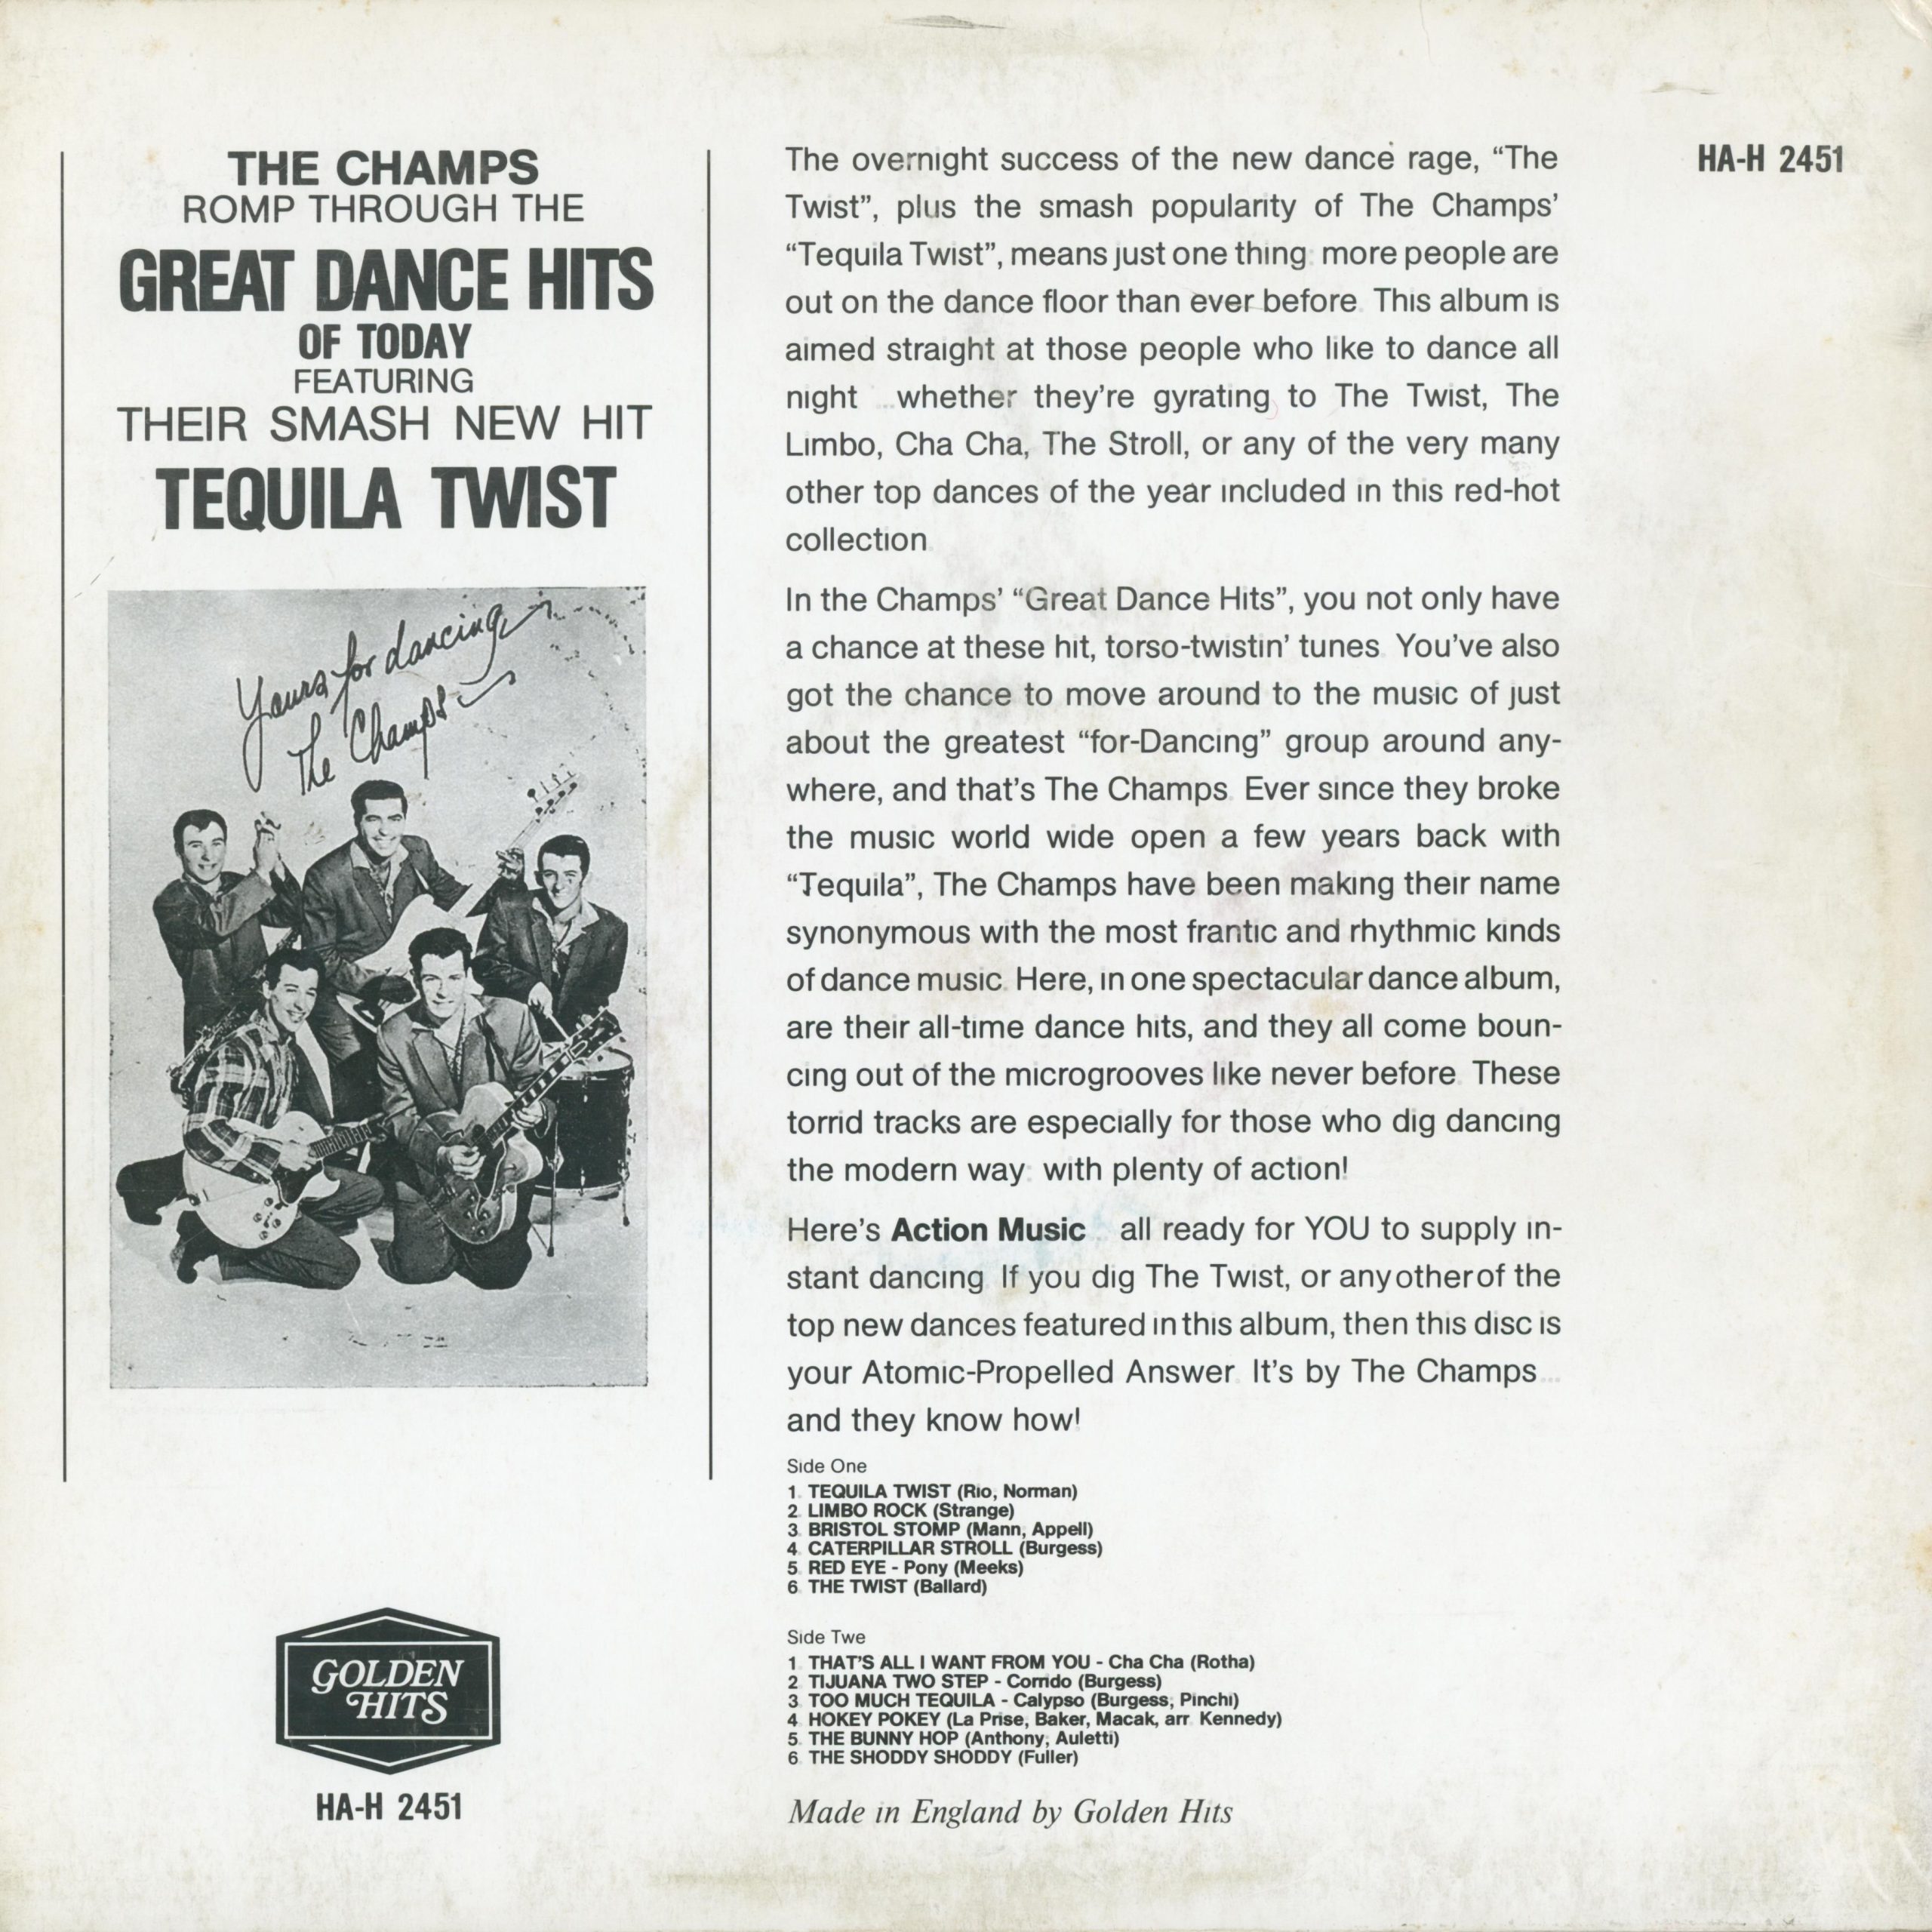 THE CHAMPS
ROMP THROUGH THE
GREAT DANCE HITS
OF TODAY
FEATURING
THEIR SMASH NEW HIT
TEQUILA TWIST
Yours for dancing
The Champs
GOLDEN
HITS
HA-H 2451
The overnight success of the new dance rage, “The
Twist”, plus the smash popularity of The Champs’
“Tequila Twist”, means just one thing: more people are
out on the dance floor than ever before. This album is
aimed straight at those people who like to dance all
night ...whether they’re gyrating to The Twist, The
Limbo, Cha Cha, The Stroll, or any of the very many
other top dances of the year included in this red-hot
collection.
In the Champs’ “Great Dance Hits”, you not only have
a chance at these hit, torso-twistin’ tunes. You’ve also
got the chance to move around to the music of just
about the greatest “for-Dancing” group around any-
where, and that’s The Champs. Ever since they broke
the music world wide open a few years back with
“Tequila”, The Champs have been making their name
synonymous with the most frantic and rhythmic kinds
of dance music. Here, in one spectacular dance album,
are their all-time dance hits, and they all come boun-
cing out of the microgrooves like never before. These
torrid tracks are especially for those who dig dancing
the modern way: with plenty of action!
Here’s Action Music all ready for YOU to supply in-
stant dancing. If you dig The Twist, or any other of the
top new dances featured in this album, then this disc is
your Atomic-Propelled Answer. It’s by The Champs...
and they know how!
Side One
1. TEQUILA TWIST (Rio, Norman)
2. LIMBO ROCK (Strange)
3. BRISTOL STOMP (Mann, Appell)
4. CATERPILLAR STROLL (Burgess)
5. RED EYE - Pony (Meeks)
6. THE TWIST (Ballard)
Side Two
1. THAT’S ALL I WANT FROM YOU - Cha Cha (Rotha)
2. TIJUANA TWO STEP - Corrido (Burgess)
3. TOO MUCH TEQUILA - Calypso (Burgess, Pinchi)
4. HOKEY POKEY (La Prise, Baker, Macak, arr. Kennedy)
5. THE BUNNY HOP (Anthony, Auletti)
6. THE SHODDY SHODDY (Fuller)
Made in England by Golden Hits
HA-H 2451